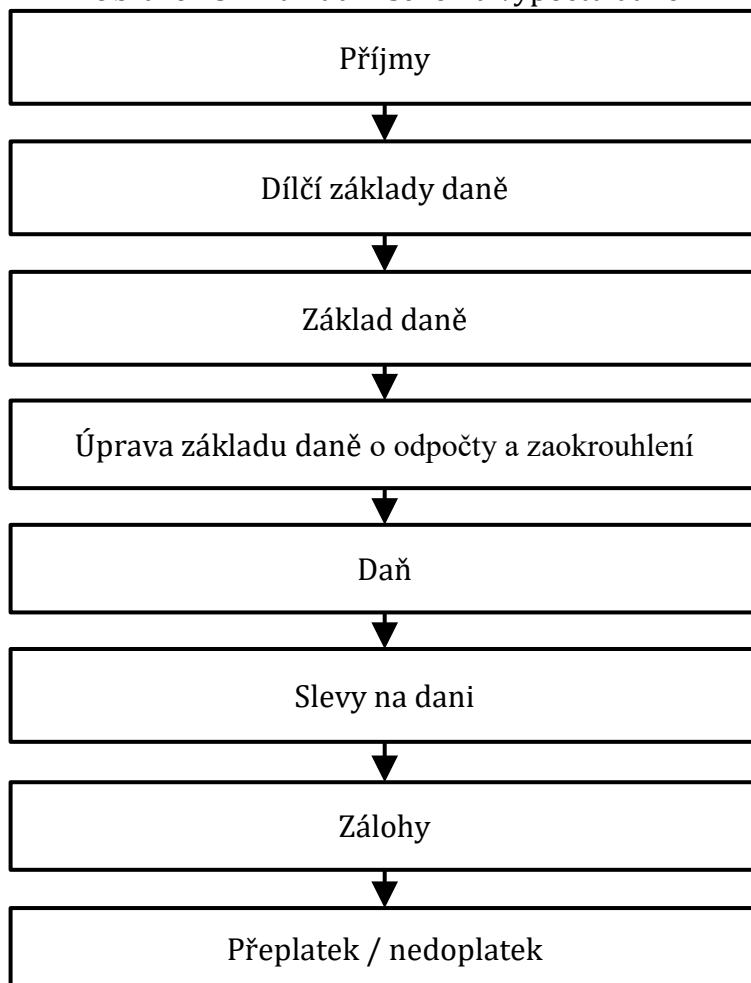 Příjmy
Dílčí základy daně
Základ daně
Úprava základu daně o odpočty a zaokrouhlení
Daň
Slevy na dani
Zálohy
Přeplatek / nedoplatek